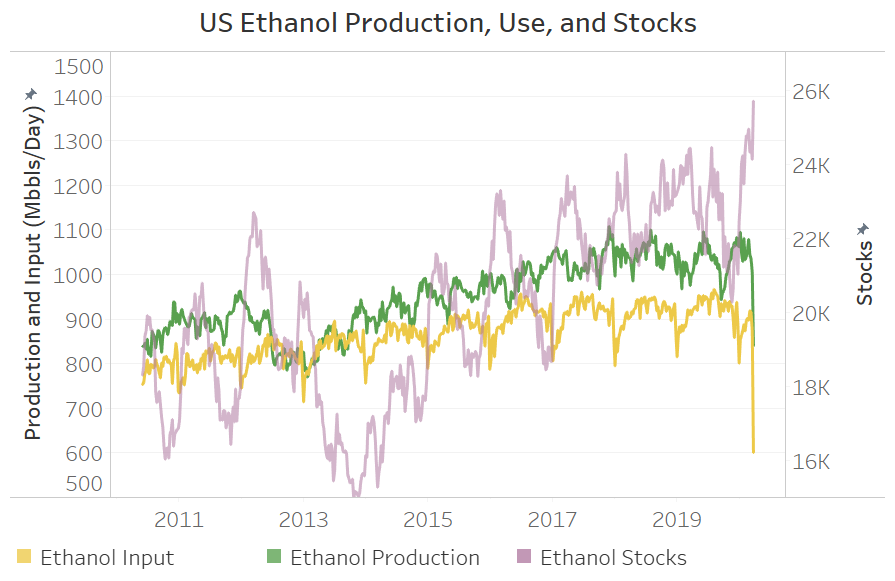 US Ethanol Production, Use, and Stocks
Production and Input (Mbbls/Day)
1500
1400
1300
1200
1100
1000
900
800
700
600
500
26K
24K
22K
20K
18K
16K
Stocks
2011
2013
2015
2017
2019
Ethanol Input
Ethanol Production
Ethanol Stocks